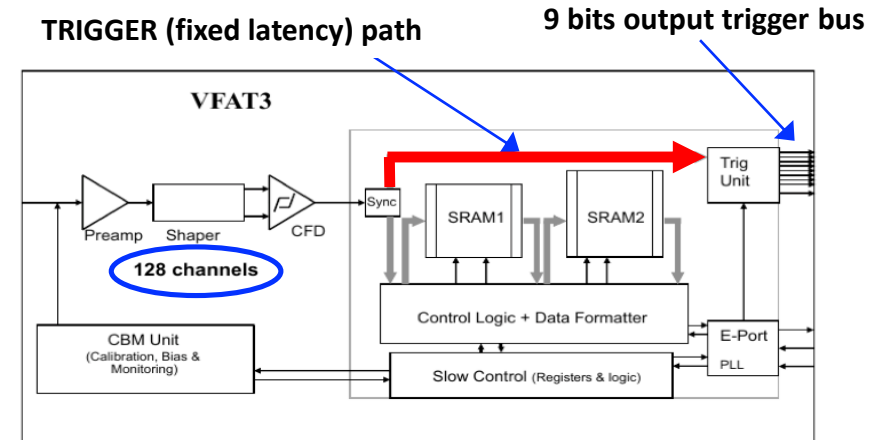 TRIGGER (fixed latency) path
9 bits output trigger bus
VFAT3
Trig
Unit
Sync
SRAM1
SRAM2
Preamp
Shaper
CFD
128 channels
Control Logic + Data Formatter
CBM Unit
(Calibration, Bias &
Monitoring)
E-Port
PLL
Slow Control (Registers & logic)